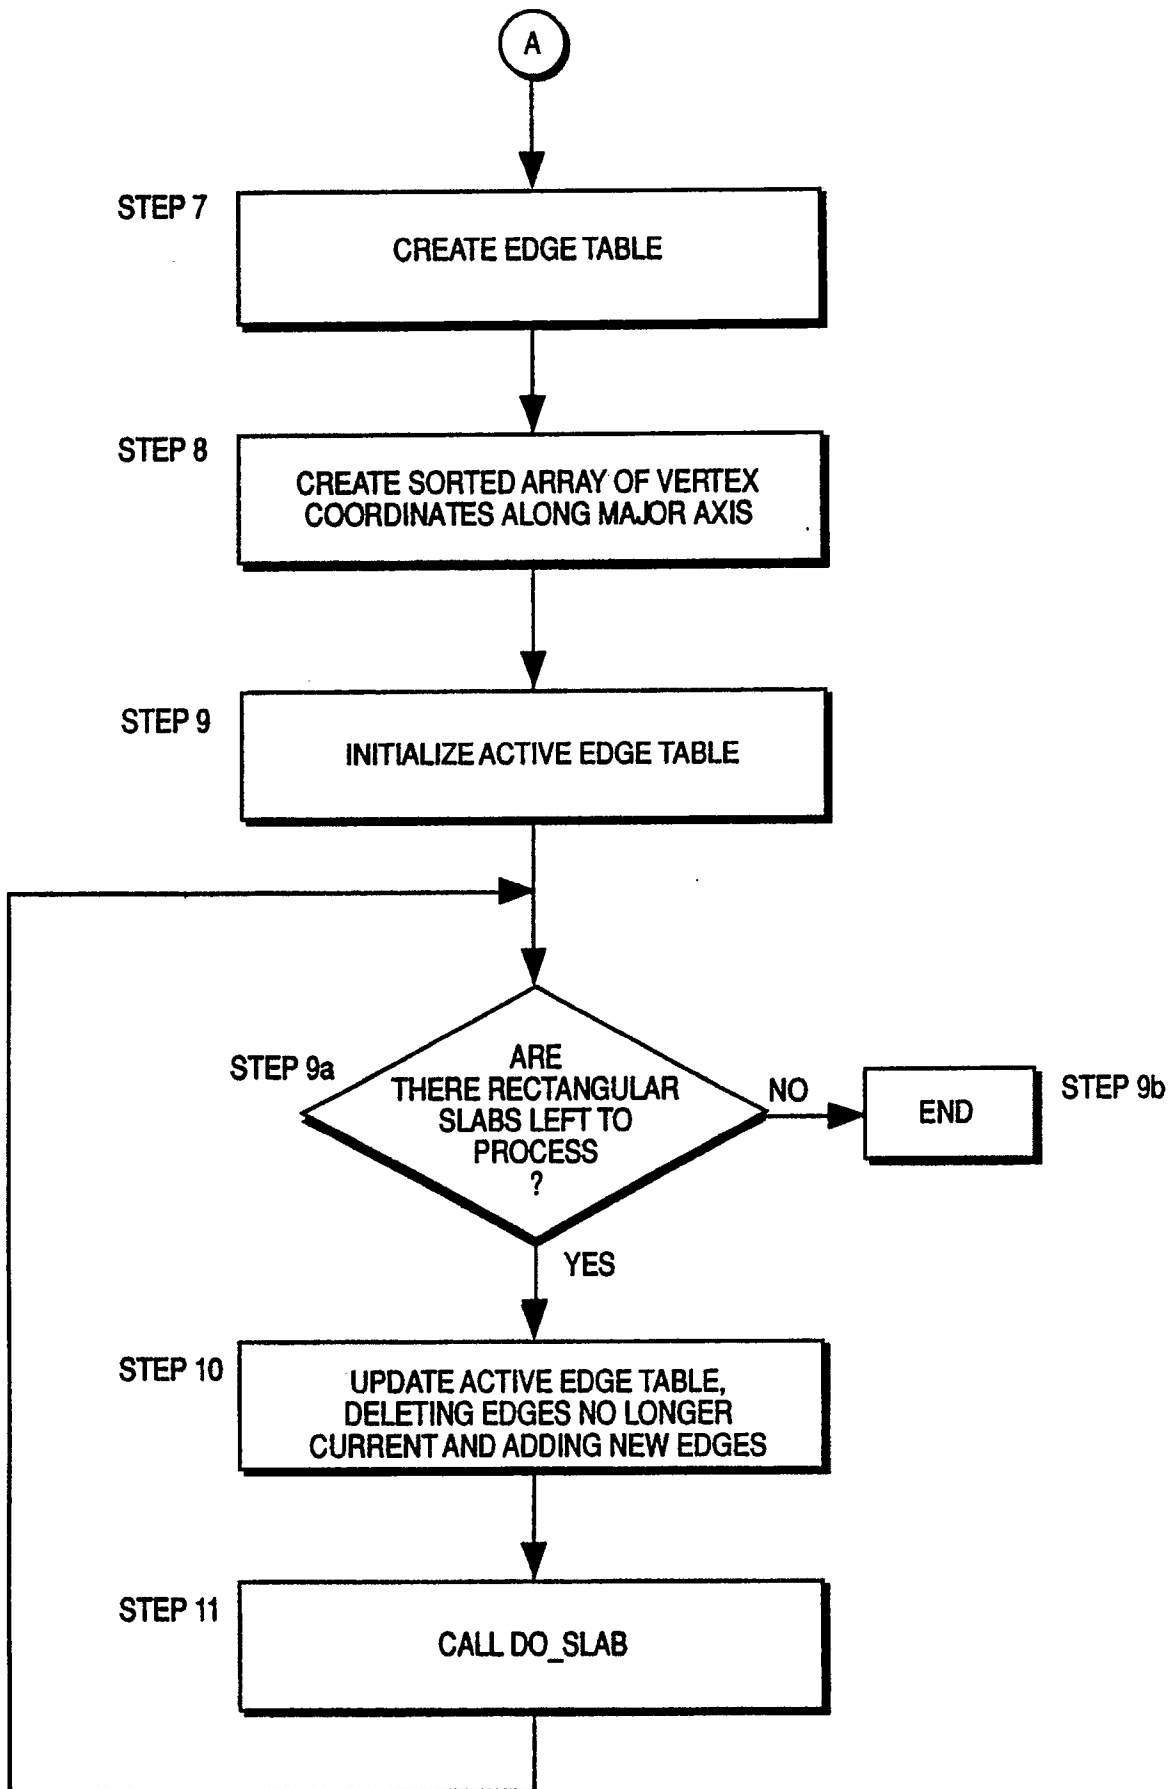 A
STEP 7
CREATE EDGE TABLE
STEP 8
CREATE SORTED ARRAY OF VERTEX
COORDINATES ALONG MAJOR AXIS
STEP 9
INITIALIZE ACTIVE EDGE TABLE
STEP 9a
ARE
THERE RECTANGULAR
SLABS LEFT TO
PROCESS
?
NO
END
STEP 9b
YES
STEP 10
UPDATE ACTIVE EDGE TABLE,
DELETING EDGES NO LONGER
CURRENT AND ADDING NEW EDGES
STEP 11
CALL DO_SLAB